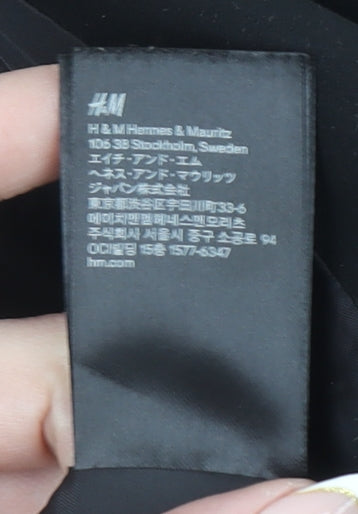 H&M
H & M Hennes & Mauritz
106 38 Stockholm, Sweden
エイチ・アンド・エム
ヘネス・アンド・マウリッツ
ジャパン株式会社
東京都渋谷区宇田川町33-6
에이치앤엠헤네스앤모리츠
주식회사 서울시 중구 소공로 94
OCI빌딩 15층 1577-6347
hm.com